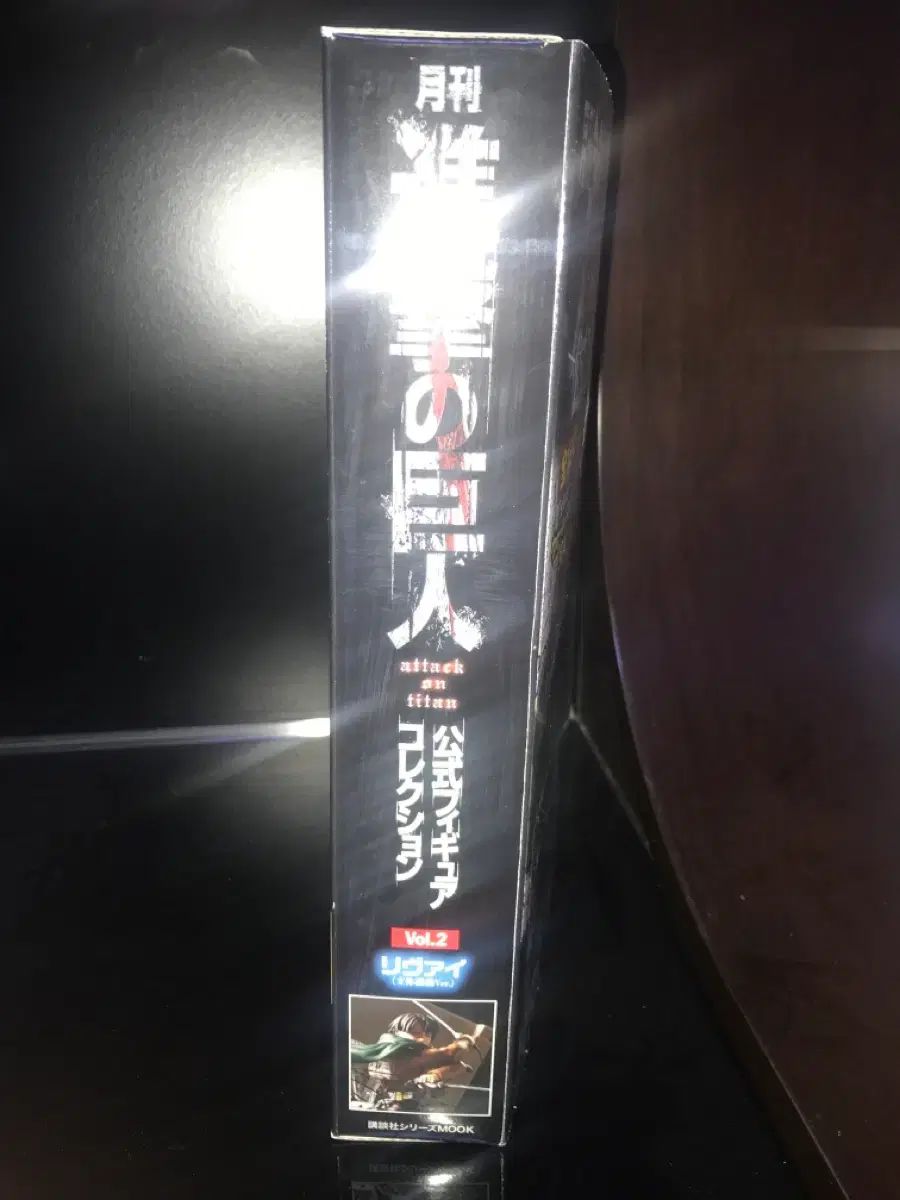 月刊
進撃の巨人
attack
on
titan
公式フィギュア
コレクション
Vol.2
リヴァイ
講談社シリーズMOOK